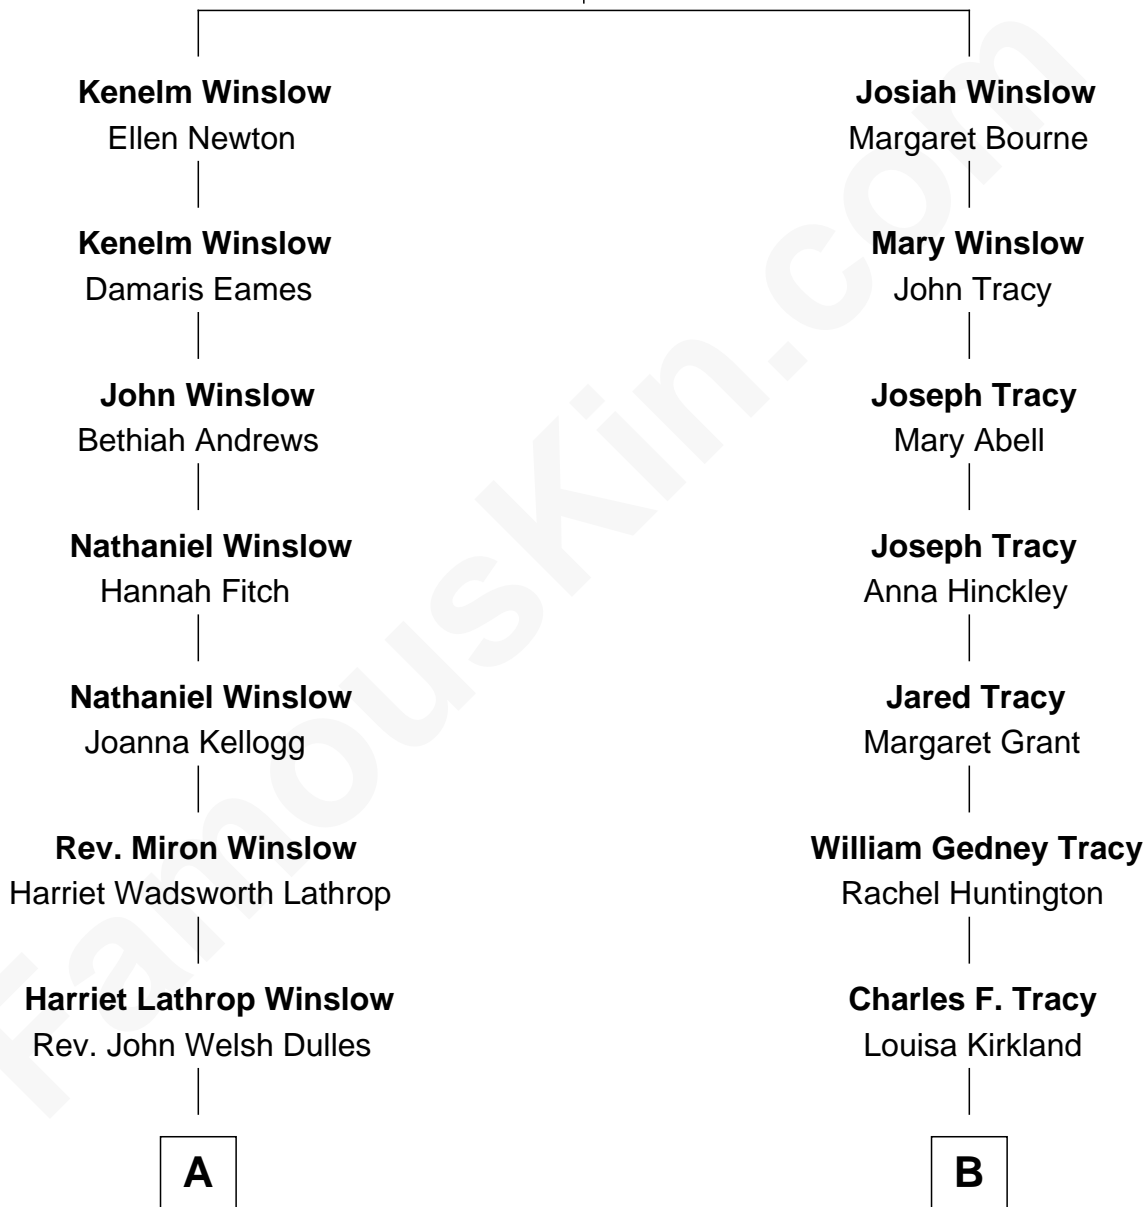 Kenelm Winslow
Ellen Newton
Kenelm Winslow
Damaris Eames
John Winslow
Bethiah Andrews
Nathaniel Winslow
Hannah Fitch
Nathaniel Winslow
Joanna Kellogg
Rev. Miron Winslow
Harriet Wadsworth Lathrop
Harriet Lathrop Winslow
Rev. John Welsh Dulles
A
Josiah Winslow
Margaret Bourne
Mary Winslow
John Tracy
Joseph Tracy
Mary Abell
Joseph Tracy
Anna Hinckley
Jared Tracy
Margaret Grant
William Gedney Tracy
Rachel Huntington
Charles F. Tracy
Louisa Kirkland
B
FamousKin.com